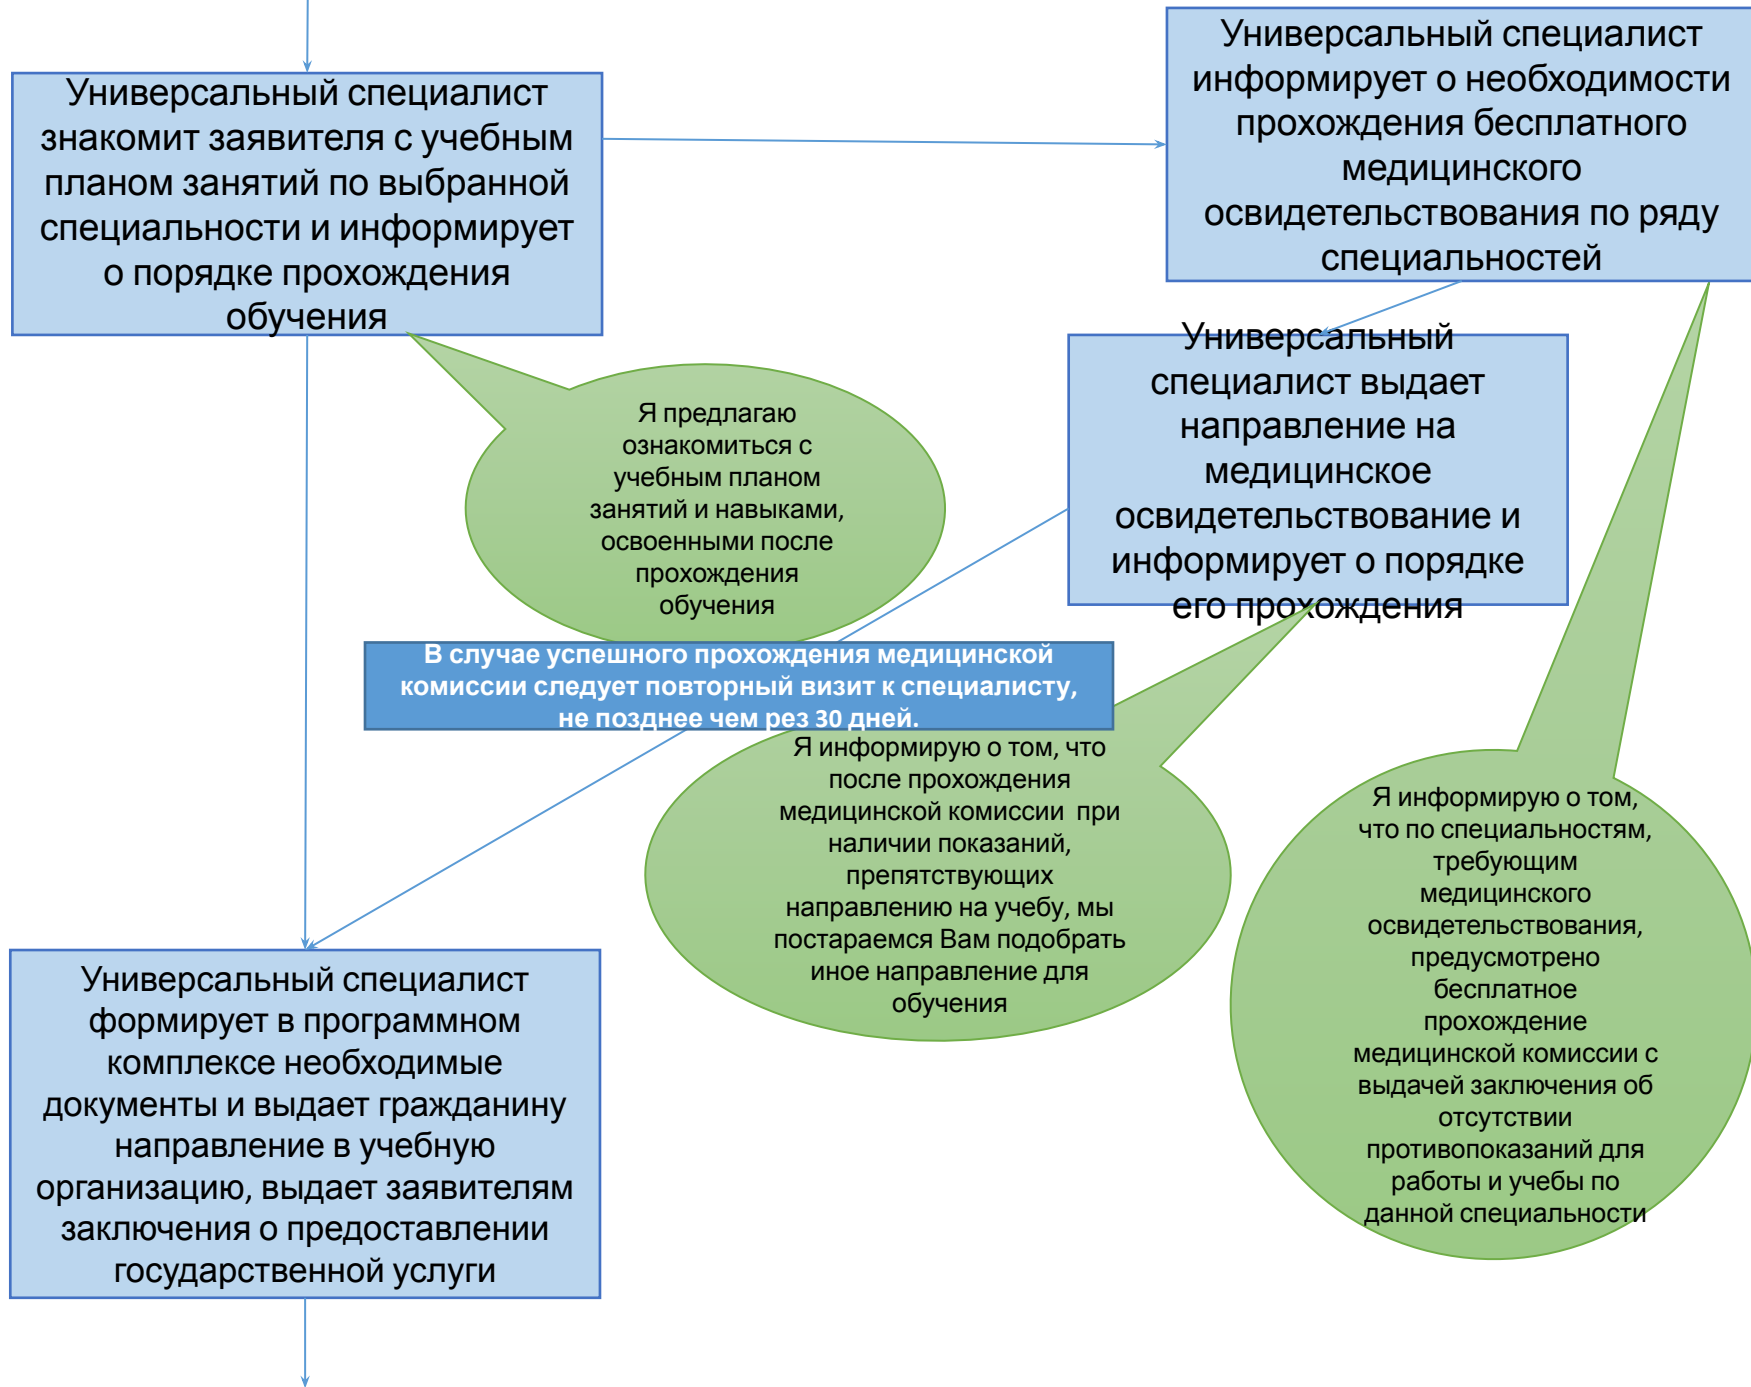 Универсальный специалист
знакомит заявителя с учебным
планом занятий по выбранной
специальности и информирует
о порядке прохождения
обучения
Универсальный специалист
информирует о необходимости
прохождения бесплатного
медицинского
освидетельствования по ряду
специальностей
Универсальный
специалист выдает
направление на
медицинское
освидетельствование и
информирует о порядке
его прохождения
Я предлагаю
ознакомиться с
учебным планом
занятий и навыками,
освоенными после
прохождения
обучения
В случае успешного прохождения медицинской
комиссии следует повторный визит к специалисту,
не позднее чем рез 30 дней.
Я информирую о том, что
после прохождения
медицинской комиссии при
наличии показаний,
препятствующих
направлению на учебу, мы
постараемся Вам подобрать
иное направление для
обучения
Я информирую о том,
что по специальностям,
требующим
медицинского
освидетельствования,
предусмотрено
бесплатное
прохождение
медицинской комиссии с
выдачей заключения об
отсутствии
противопоказаний для
работы и учебы по
данной специальности
Универсальный специалист
формирует в программном
комплексе необходимые
документы и выдает гражданину
направление в учебную
организацию, выдает заявителям
заключения о предоставлении
государственной услуги